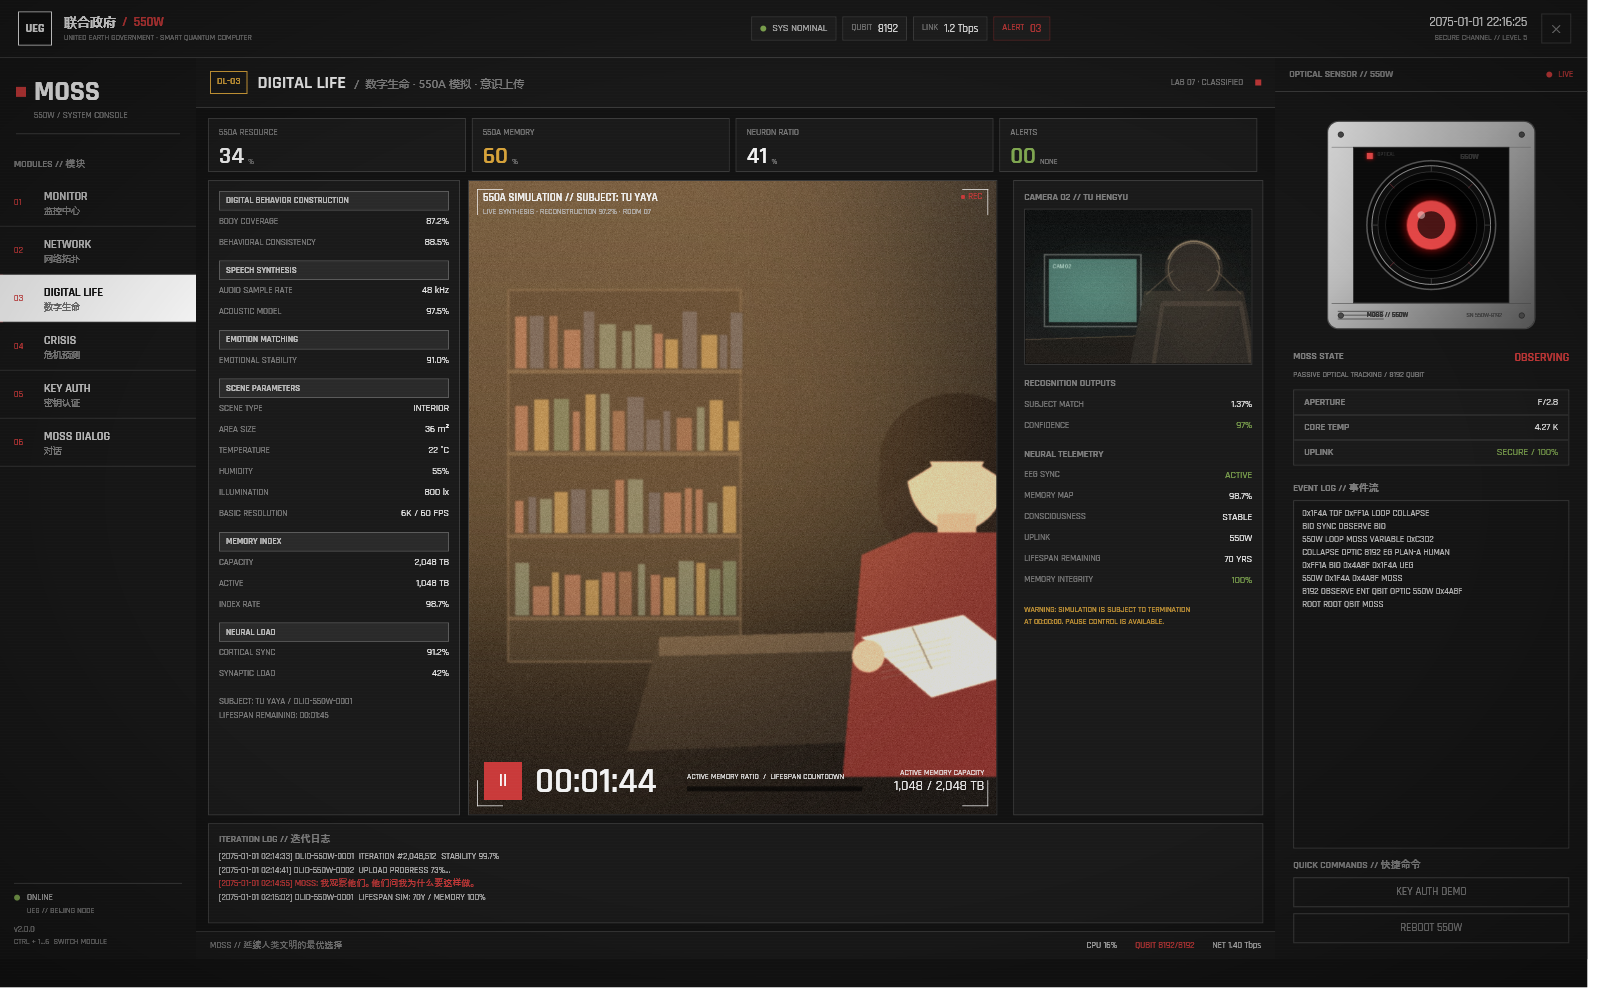 UEG
联合政府 / 550W
UNITED EARTH GOVERNMENT · SMART QUANTUM COMPUTER
SYS NOMINAL
QUBIT 8192
LINK 1.2 Tbps
ALERT 03
2075-01-01 22:16:25
SECURE CHANNEL // LEVEL 5
MOSS
550W / SYSTEM CONSOLE
MODULES // 模块
01 MONITOR
监控中心
02 NETWORK
网络拓扑
03 DIGITAL LIFE
数字生命
04 CRISIS
危机预测
05 KEY AUTH
密钥认证
06 MOSS DIALOG
对话
ONLINE
UEG // BEIJING NODE
v2.0.0
CTRL + 1..6 SWITCH MODULE
DL-03
DIGITAL LIFE / 数字生命 · 550A 模拟 · 意识上传
LAB 07 · CLASSIFIED
550A RESOURCE
34 %
550A MEMORY
60 %
NEURON RATIO
41 %
ALERTS
00 NONE
DIGITAL BEHAVIOR CONSTRUCTION
BODY COVERAGE 87.2%
BEHAVIORAL CONSISTENCY 88.5%
SPEECH SYNTHESIS
AUDIO SAMPLE RATE 48 kHz
ACOUSTIC MODEL 97.5%
EMOTION MATCHING
EMOTIONAL STABILITY 91.0%
SCENE PARAMETERS
SCENE TYPE INTERIOR
AREA SIZE 36 m²
TEMPERATURE 22 °C
HUMIDITY 55%
ILLUMINATION 800 lx
BASIC RESOLUTION 6K / 60 FPS
MEMORY INDEX
CAPACITY 2,048 TB
ACTIVE 1,048 TB
INDEX RATE 98.7%
NEURAL LOAD
CORTICAL SYNC 91.2%
SYNAPTIC LOAD 42%
SUBJECT: TU YAYA / DLID-550W-0001
LIFESPAN REMAINING: 00:01:45
550A SIMULATION // SUBJECT: TU YAYA
LIVE SYNTHESIS · RECONSTRUCTION 97.2% · ROOM 07
REC
00:01:44
ACTIVE MEMORY RATIO / LIFESPAN COUNTDOWN
ACTIVE MEMORY CAPACITY
1,048 / 2,048 TB
CAMERA 02 // TU HENGYU
CAM02
RECOGNITION OUTPUTS
SUBJECT MATCH 1.37%
CONFIDENCE 97%
NEURAL TELEMETRY
EEG SYNC ACTIVE
MEMORY MAP 98.7%
CONSCIOUSNESS STABLE
UPLINK 550W
LIFESPAN REMAINING 70 YRS
MEMORY INTEGRITY 100%
WARNING: SIMULATION IS SUBJECT TO TERMINATION
AT 00:00:00. PAUSE CONTROL IS AVAILABLE.
ITERATION LOG // 迭代日志
[2075-01-01 02:14:33] DLID-550W-0001 ITERATION #2,048,512 STABILITY 99.7%
[2075-01-01 02:14:41] DLID-550W-0002 UPLOAD PROGRESS 73%...
[2075-01-01 02:14:55] MOSS: 我观察他们。他们问我为什么要这样做。
[2075-01-01 02:15:02] DLID-550W-0001 LIFESPAN SIM: 70Y / MEMORY 100%
MOSS // 延续人类文明的最优选择
CPU 16%
QUBIT 8192/8192
NET 1.40 Tbps
OPTICAL SENSOR // 550W
LIVE
OPTICAL
550W
MOSS // 550W
SN 550W-8192
MOSS STATE OBSERVING
PASSIVE OPTICAL TRACKING / 8192 QUBIT
APERTURE F/2.8
CORE TEMP 4.27 K
UPLINK SECURE / 100%
EVENT LOG // 事件流
0x1F4A TOF 0xFF1A LOOP COLLAPSE
BIO SYNC OBSERVE BIO
550W LOOP MOSS VARIABLE 0xC302
COLLAPSE OPTIC 8192 E6 PLAN-A HUMAN
0xFF1A BIO 0x4A8F 0x1F4A UEG
550W 0x1F4A 0x4A8F MOSS
8192 OBSERVE ENT QBIT OPTIC 550W 0x4A8F
ROOT ROOT QBIT MOSS
QUICK COMMANDS // 快捷命令
KEY AUTH DEMO
REBOOT 550W